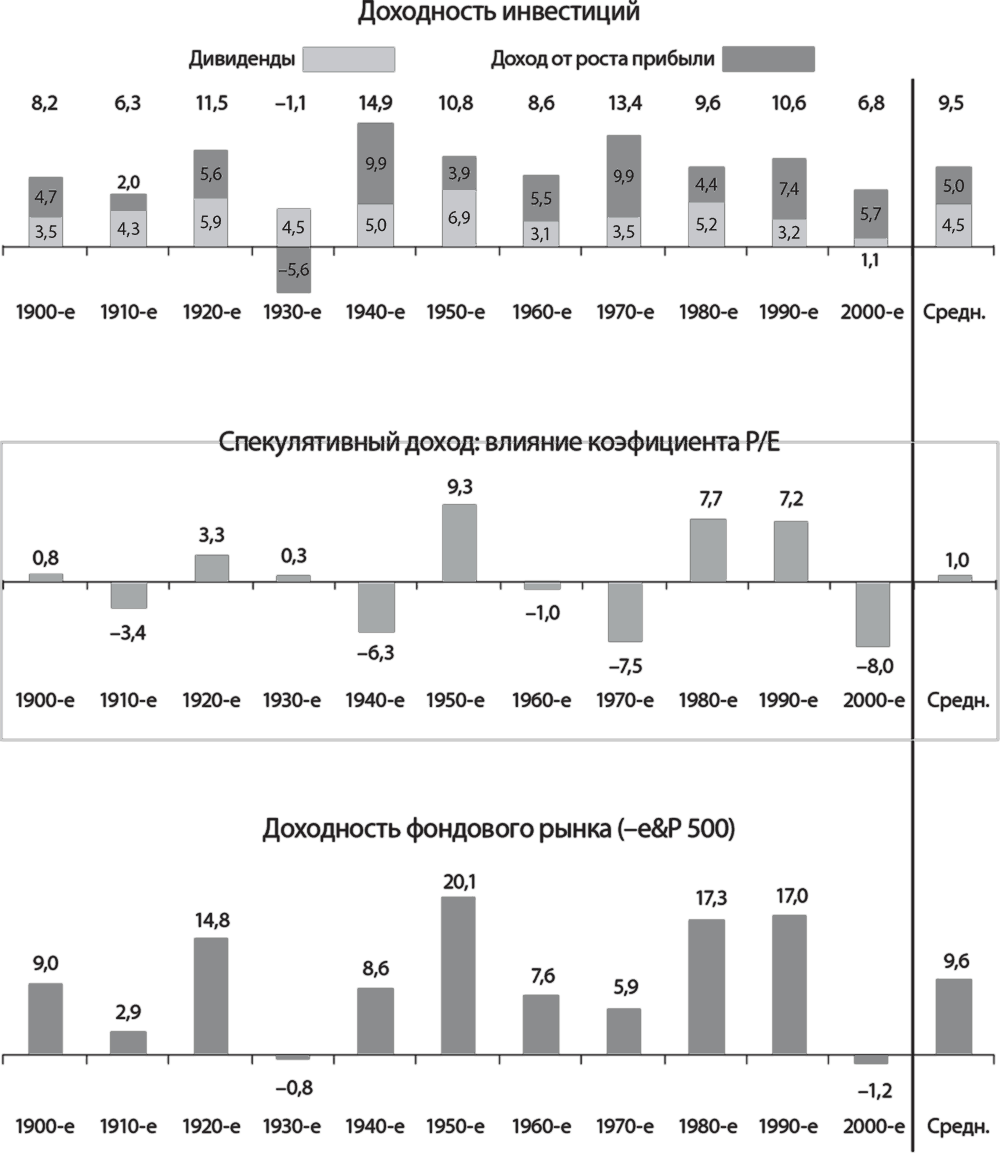 Доходность инвестиций
Дивиденды Доход от роста прибыли
8,2 6,3 11,5 –1,1 14,9 10,8 8,6 13,4 9,6 10,6 6,8 9,5
4,7 2,0 5,6 4,5 9,9 3,9 5,5 9,9 4,4 7,4 5,7 5,0
3,5 4,3 5,9 –5,6 5,0 6,9 3,1 3,5 5,2 3,2 1,1 4,5
1900-е 1910-е 1920-е 1930-е 1940-е 1950-е 1960-е 1970-е 1980-е 1990-е 2000-е Средн.
Спекулятивный доход: влияние коэфициента P/E
0,8 –3,4 3,3 0,3 –6,3 9,3 –1,0 –7,5 7,7 7,2 –8,0 1,0
1900-е 1910-е 1920-е 1930-е 1940-е 1950-е 1960-е 1970-е 1980-е 1990-е 2000-е Средн.
Доходность фондового рынка (–e&P 500)
9,0 2,9 14,8 –0,8 8,6 20,1 7,6 5,9 17,3 17,0 –1,2 9,6
1900-е 1910-е 1920-е 1930-е 1940-е 1950-е 1960-е 1970-е 1980-е 1990-е 2000-е Средн.